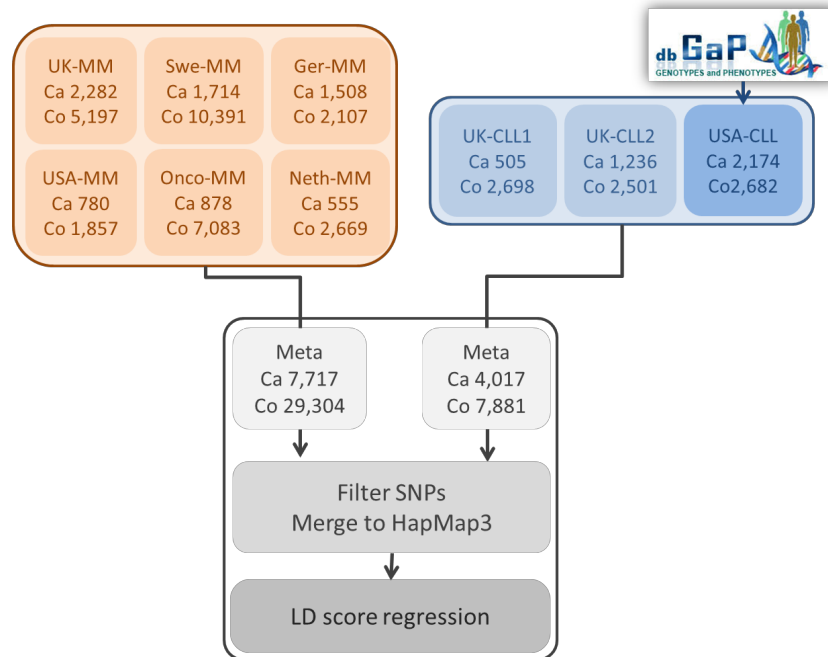 db GaP
GENOTYPES and PHENOTYPES
UK-MM
Ca 2,282
Co 5,197
Swe-MM
Ca 1,714
Co 10,391
Ger-MM
Ca 1,508
Co 2,107
USA-MM
Ca 780
Co 1,857
Onco-MM
Ca 878
Co 7,083
Neth-MM
Ca 555
Co 2,669
UK-CLL1
Ca 505
Co 2,698
UK-CLL2
Ca 1,236
Co 2,501
USA-CLL
Ca 2,174
Co2,682
Meta
Ca 7,717
Co 29,304
Meta
Ca 4,017
Co 7,881
Filter SNPs
Merge to HapMap3
LD score regression